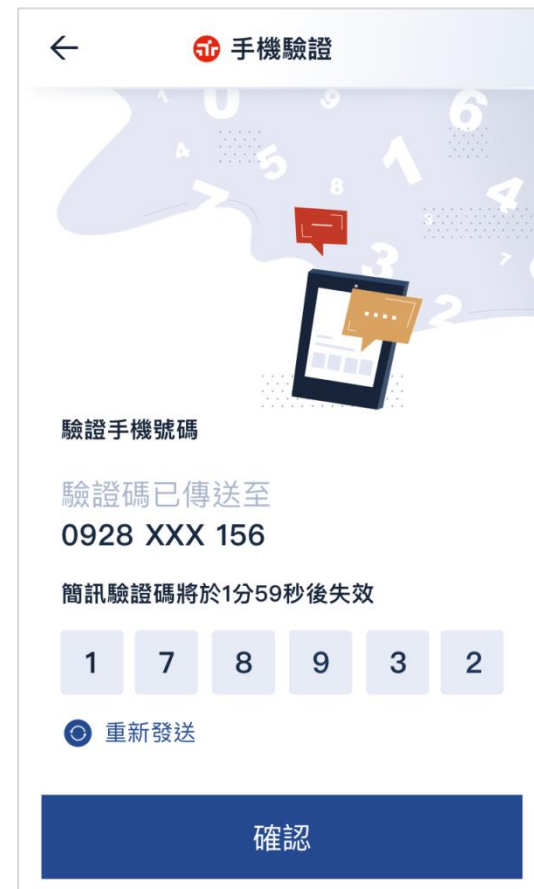 手機驗證
驗證手機號碼
驗證碼已傳送至
0928 XXX 156
簡訊驗證碼將於1分59秒後失效
1 7 8 9 3 2
重新發送
確認